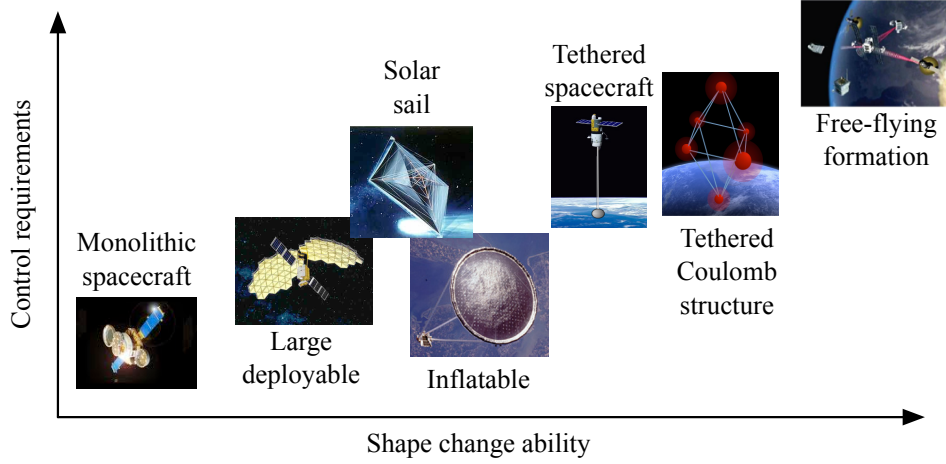 Control requirements
Monolithic
spacecraft
Large
deployable
Solar
sail
Inflatable
Tethered
spacecraft
Tethered
Coulomb
structure
Free-flying
formation
Shape change ability